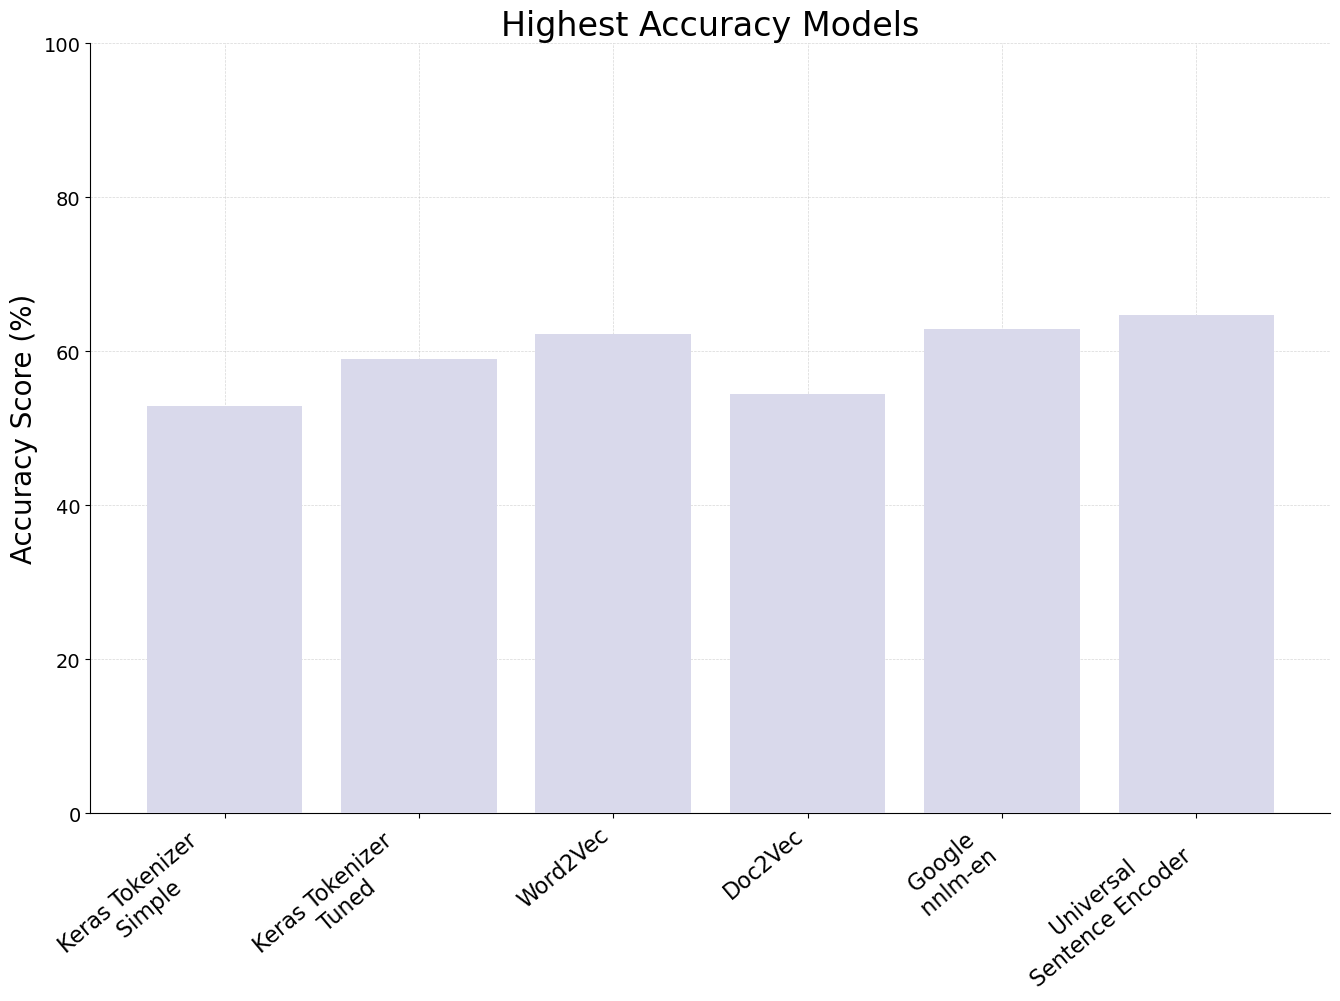 Highest Accuracy Models
Accuracy Score (%)
100
80
60
40
20
0
Keras Tokenizer
Simple
Keras Tokenizer
Tuned
Word2Vec
Doc2Vec
Google
nnlm-en
Universal
Sentence Encoder